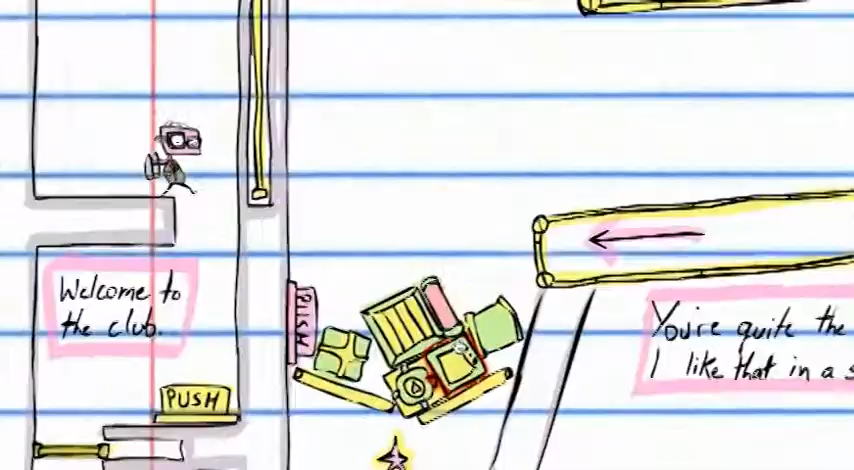 Welcome to
the club.
PUSH
PUSH
You're quite the
I like that in a s